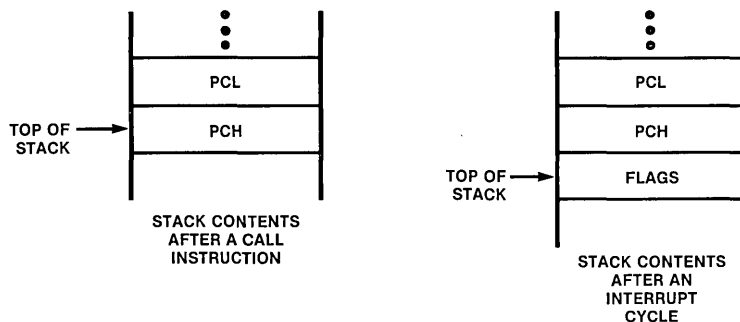 PCL
PCH
TOP OF
STACK
STACK CONTENTS
AFTER A CALL
INSTRUCTION
PCL
PCH
FLAGS
TOP OF
STACK
STACK CONTENTS
AFTER AN
INTERRUPT
CYCLE